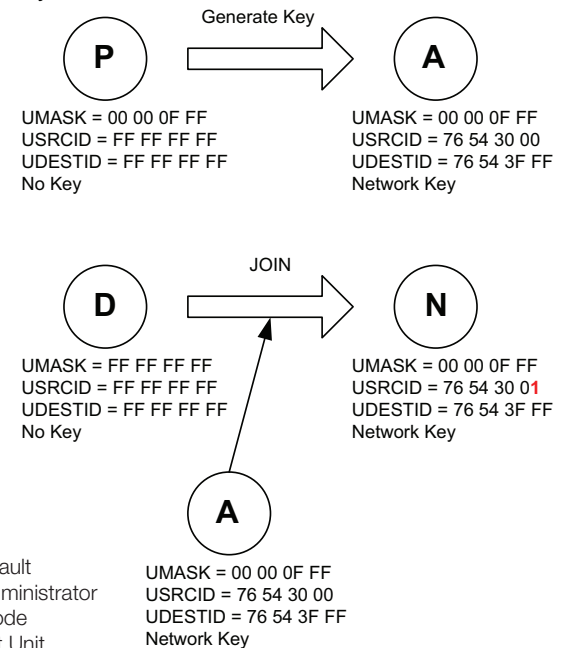 Generate Key
P
A
UMASK = 00 00 0F FF
USRCID = FF FF FF FF
UDESTID = FF FF FF FF
No Key
UMASK = 00 00 0F FF
USRCID = 76 54 30 00
UDESTID = 76 54 3F FF
Network Key
JOIN
D
N
UMASK = FF FF FF FF
USRCID = FF FF FF FF
UDESTID = FF FF FF FF
No Key
UMASK = 00 00 0F FF
USRCID = 76 54 30 01
UDESTID = 76 54 3F FF
Network Key
A
UMASK = 00 00 0F FF
USRCID = 76 54 30 00
UDESTID = 76 54 3F FF
Network Key
Unit